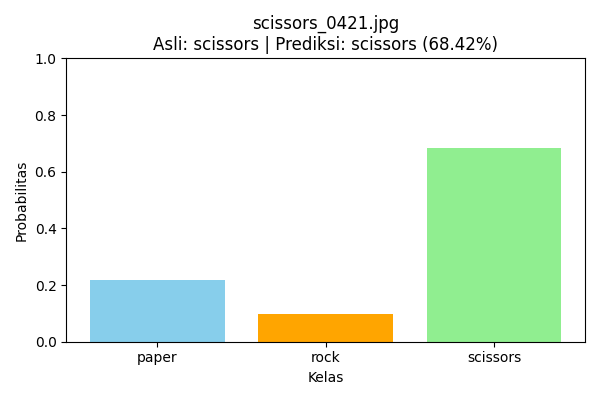 scissors_0421.jpg
Asli: scissors | Prediksi: scissors (68.42%)
1.0
0.8
0.6
0.4
0.2
0.0
Probabilitas
paper rock scissors
Kelas